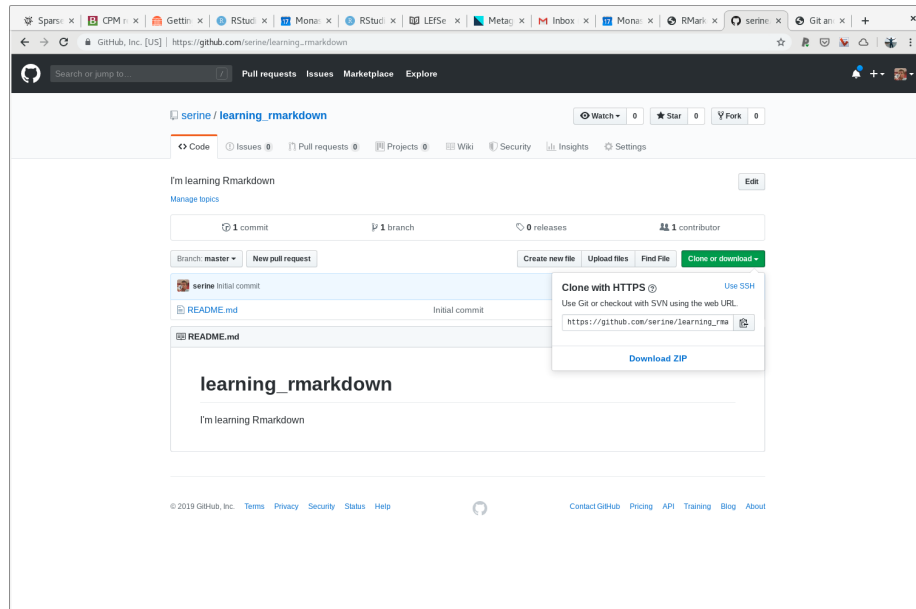 Sparse CPM r Gettin RStudi Monas RStudi LEfSe Metag Inbox Monas RMark serine. Git an
GitHub, Inc. [US] | https://github.com/serine/learning_rmarkdown
Search or jump to... / Pull requests Issues Marketplace Explore
serine / learning_rmarkdown Watch 0 Star 0 Fork 0
Code Issues 0 Pull requests 0 Projects 0 Wiki Security Insights Settings
I'm learning Rmarkdown Edit
Manage topics
1 commit 1 branch 0 releases 1 contributor
Branch: master New pull request Create new file Upload files Find File Clone or download
serine Initial commit
README.md Initial commit
Clone with HTTPS Use SSH
Use Git or checkout with SVN using the web URL.
https://github.com/serine/learning_rma
Download ZIP
README.md
learning_rmarkdown
I'm learning Rmarkdown
© 2019 GitHub, Inc. Terms Privacy Security Status Help Contact GitHub Pricing API Training Blog About